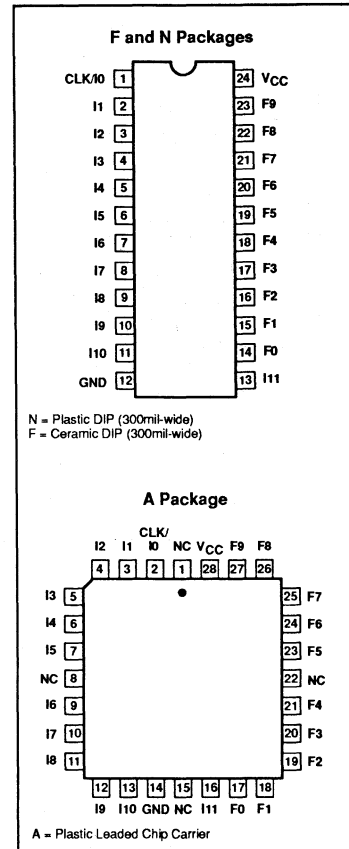 F and N Packages
CLK/I0 1 24 VCC
I1 2 23 F9
I2 3 22 F8
I3 4 21 F7
I4 5 20 F6
I5 6 19 F5
I6 7 18 F4
I7 8 17 F3
I8 9 16 F2
I9 10 15 F1
I10 11 14 F0
GND 12 13 I11
N = Plastic DIP (300mil-wide)
F = Ceramic DIP (300mil-wide)
A Package
CLK/
I2 I1 I0 NC VCC F9 F8
4 3 2 1 28 27 26
I3 5 25 F7
I4 6 24 F6
I5 7 23 F5
NC 8 22 NC
I6 9 21 F4
I7 10 20 F3
I8 11 19 F2
12 13 14 15 16 17 18
I9 I10 GND NC I11 F0 F1
A = Plastic Leaded Chip Carrier